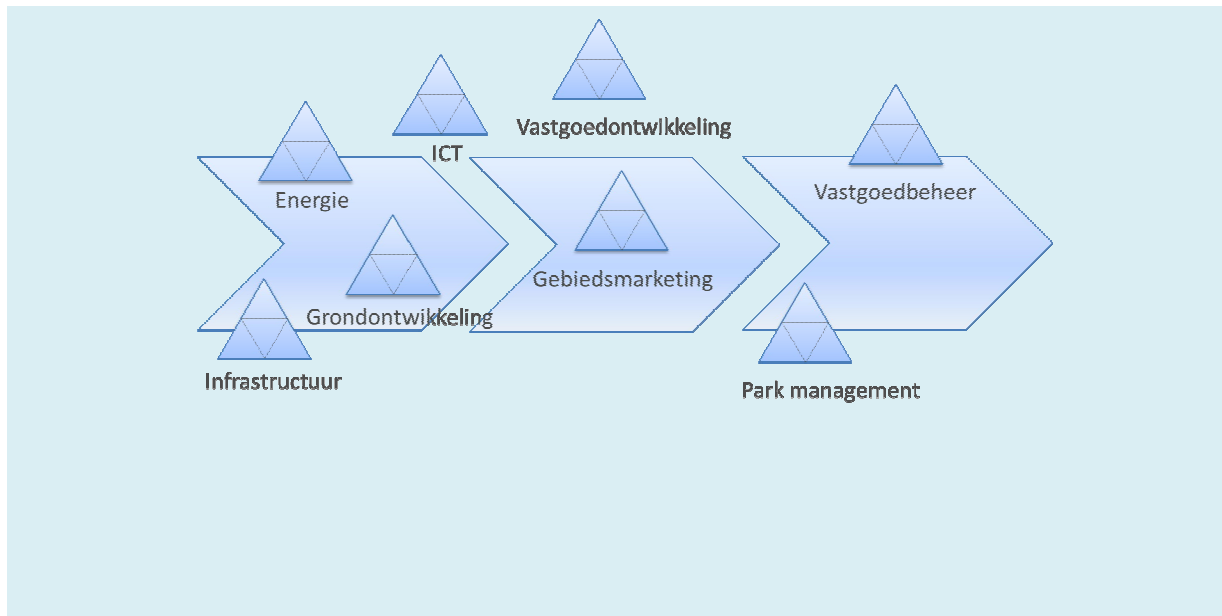 Vastgoedontwikkeling
ICT
Energie
Vastgoedbeheer
Gebiedsmarketing
Grondontwikkeling
Infrastructuur
Park management